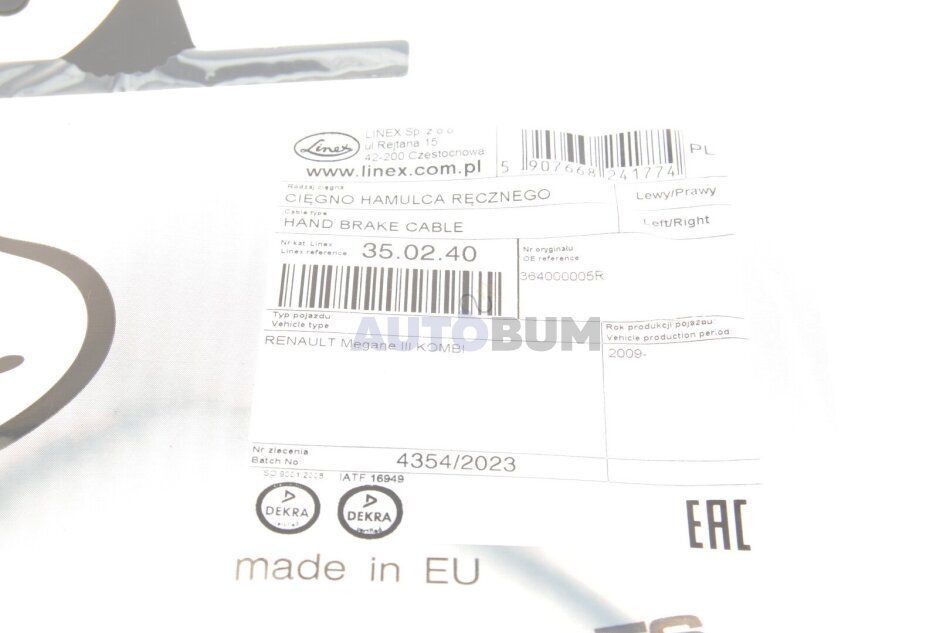 Linex
LINEX Sp. z o.o
ul Rejtana 15
42-200 Częstochowa
www.linex.com.pl
5 907668 241774
PL
Rodzaj cięgna
CIĘGNO HAMULCA RĘCZNEGO
Lewy/Prawy
Cable type
HAND BRAKE CABLE
Left/Right
Nr kat Linex
Linex reference
35.02.40
Nr oryginału
OE reference
364000005R
Typ pojazdu
Vehicle type
AUTOBUM
RENAULT Megane III KOMBI
Rok produkcji pojazdu:
Vehicle production period:
2009-
Nr zlecenia
Batch No
4354/2023
IATF 16949
DEKRA
DEKRA
EAC
made in EU